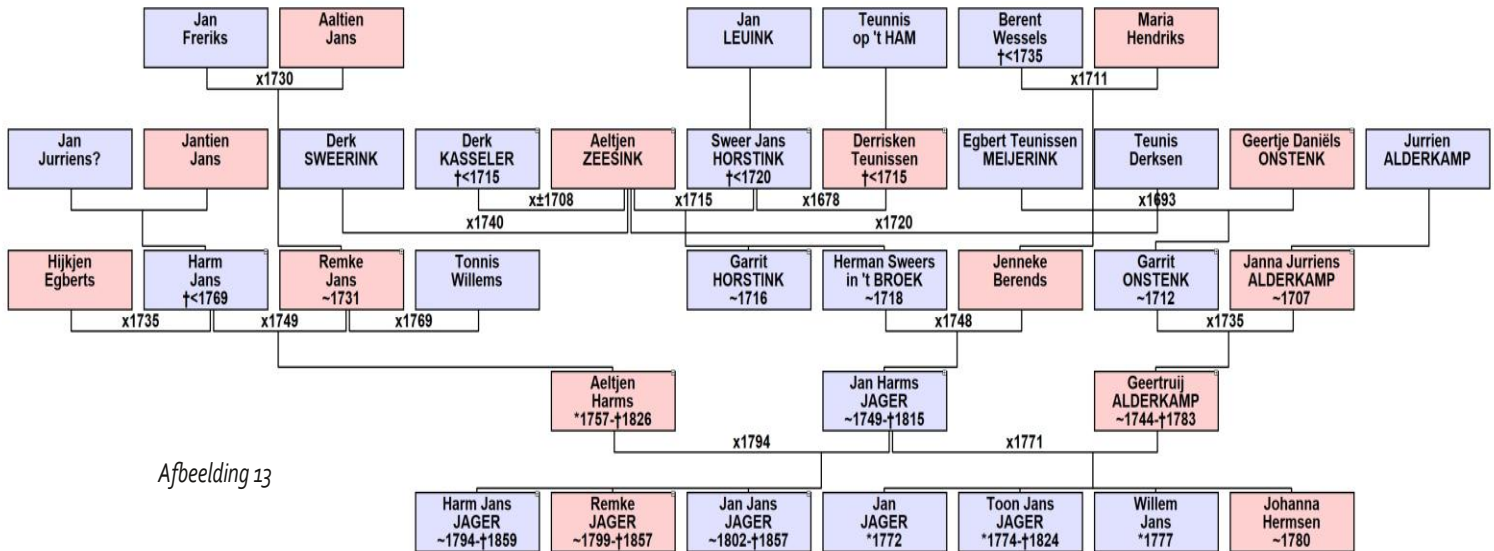 Jan
Freriks
Aaltien
Jans
Jan
LEUINK
Teunnis
op 't HAM
Berent
Wessels
†<1735
Maria
Hendriks
x1730
x1711
Jan
Jurriens?
Jantien
Jans
Derk
SWEERINK
Derk
KASSELER
†<1715
Aeltjen
ZEESINK
Sweer Jans
HORSTINK
†<1720
Derrisken
Teunissen
†<1715
Egbert Teunissen
MEIJERINK
Teunis
Derksen
Geertje Daniëls
ONSTENK
Jurrien
ALDERKAMP
x±1708
x1715
x1678
x1693
x1740
x1720
Hijkjen
Egberts
Harm
Jans
†<1769
Remke
Jans
~1731
Tonnis
Willems
Garrit
HORSTINK
~1716
Herman Sweers
in 't BROEK
~1718
Jenneke
Berends
Garrit
ONSTENK
~1712
Janna Jurriens
ALDERKAMP
~1707
x1735
x1749
x1769
x1748
x1735
Aeltjen
Harms
*1757-†1826
Jan Harms
JAGER
~1749-†1815
Geertruij
ALDERKAMP
~1744-†1783
x1794
x1771
Afbeelding 13
Harm Jans
JAGER
~1794-†1859
Remke
JAGER
~1799-†1857
Jan Jans
JAGER
~1802-†1857
Jan
JAGER
*1772
Toon Jans
JAGER
*1774-†1824
Willem
Jans
*1777
Johanna
Hermsen
~1780